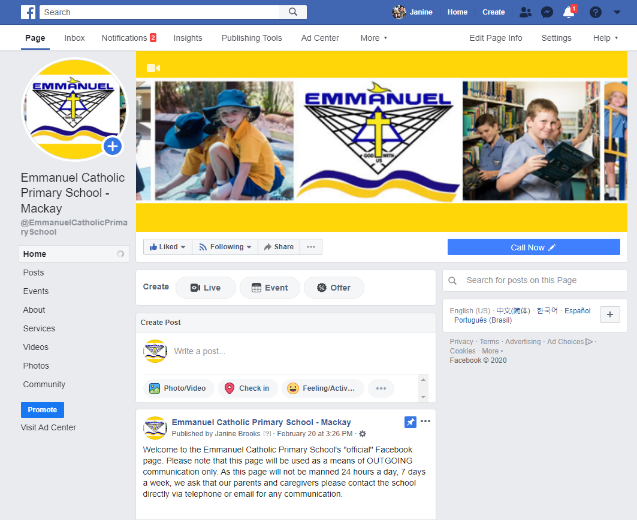 Search
Janine Home Create
1
Page Inbox Notifications 2 Insights Publishing Tools Ad Center More Edit Page Info Settings Help
EMMANUEL
GOD WITH US
EMMANUEL
GOD WITH US
Emmanuel Catholic
Primary School -
Mackay
@EmmanuelCatholicPrima
rySchool
Liked Following Share ... Call Now
Home
Posts
Events
About
Services
Videos
Photos
Community
Promote
Visit Ad Center
Create Live Event Offer
Create Post
Write a post...
Photo/Video Check in Feeling/Activ... ...
Emmanuel Catholic Primary School - Mackay
Published by Janine Brooks [?] · February 20 at 3:26 PM ·
Welcome to the Emmanuel Catholic Primary School's "official" Facebook
page. Please note that this page will be used as a means of OUTGOING
communication only. As this page will not be manned 24 hours a day, 7 days
a week, we ask that our parents and caregivers please contact the school
directly via telephone or email for any communication.
Search for posts on this Page
English (US) · 中文(简体) · 한국어 · Español
· Português (Brasil)
Privacy · Terms · Advertising · Ad Choices ·
Cookies · More
Facebook © 2020